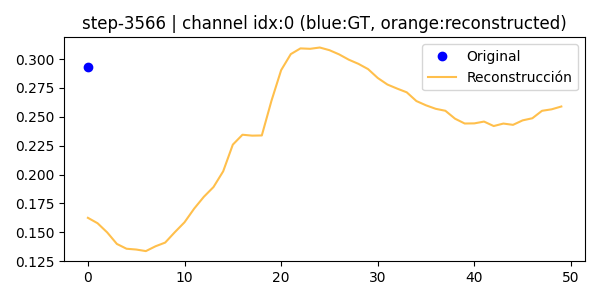 step-3566 | channel idx:0 (blue:GT, orange:reconstructed)
Original
Reconstrucción
0.300
0.275
0.250
0.225
0.200
0.175
0.150
0.125
0 10 20 30 40 50